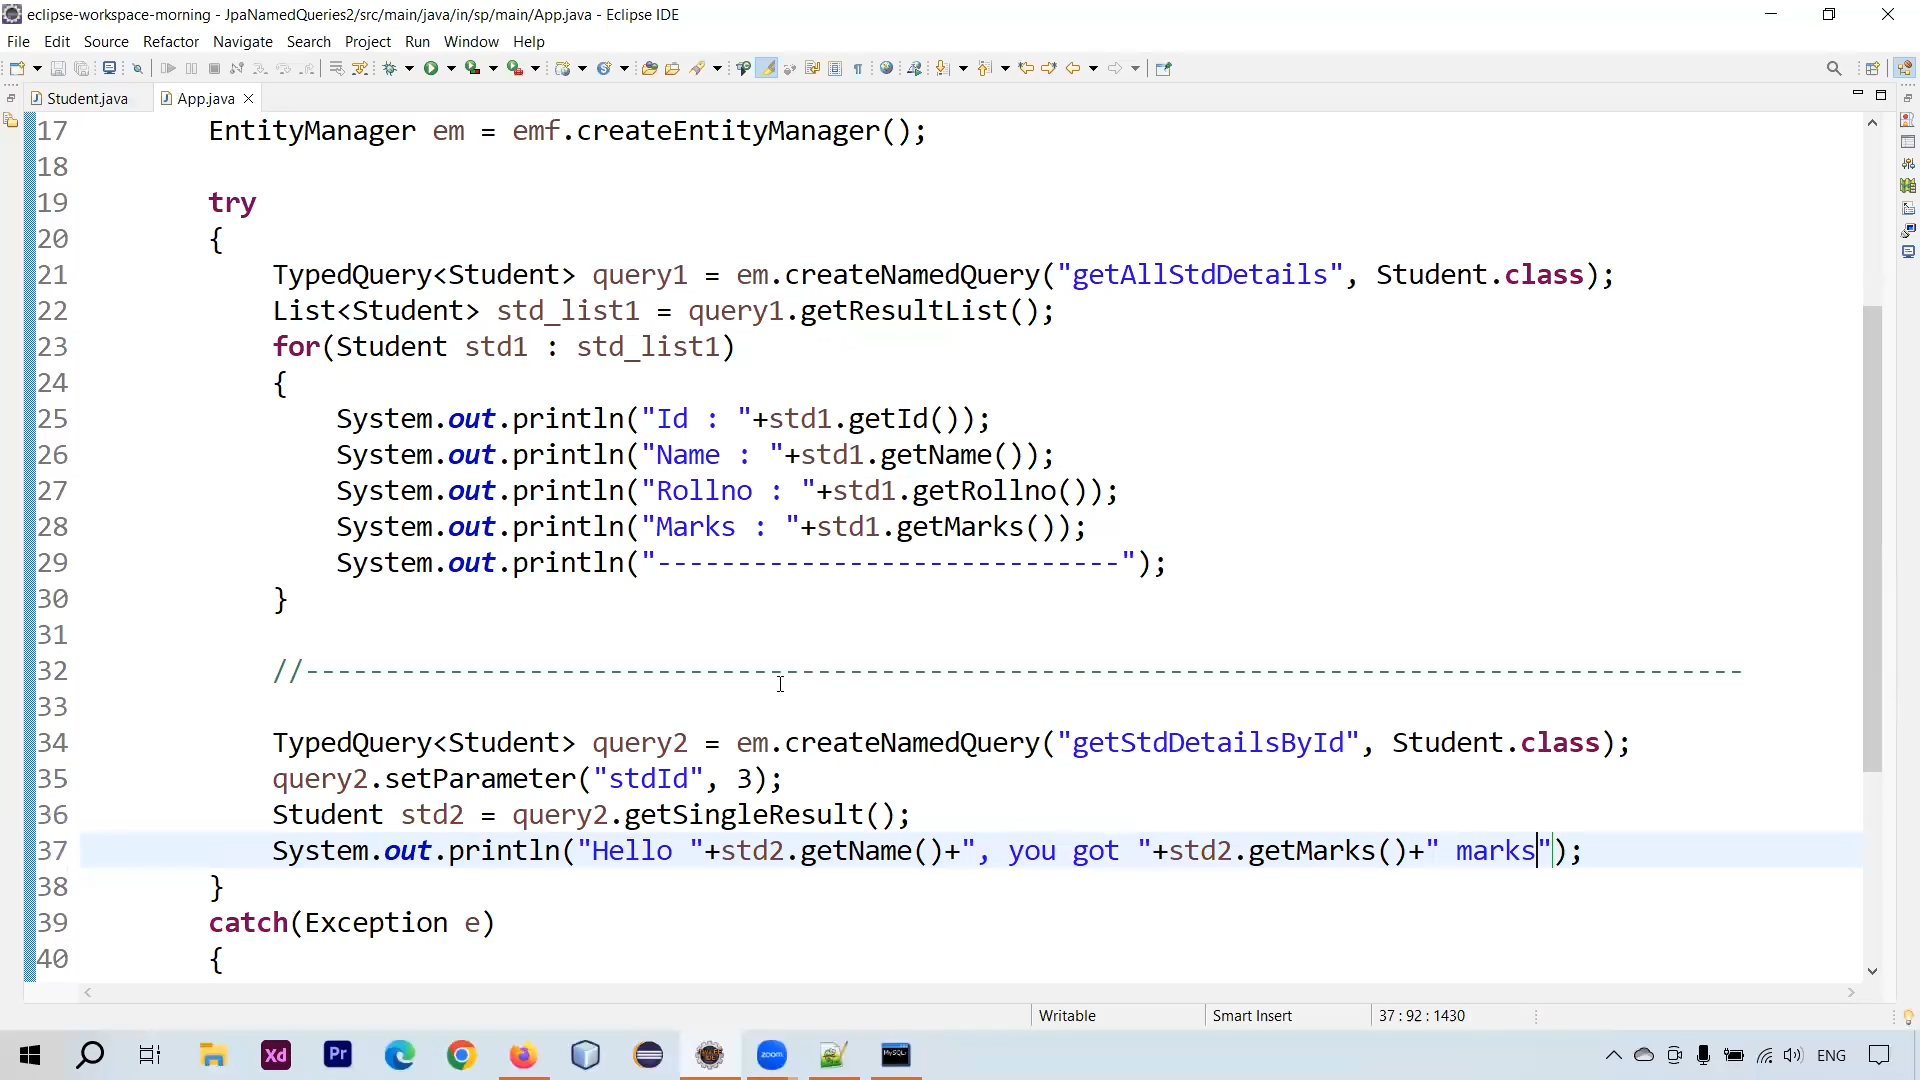 eclipse-workspace-morning - JpaNamedQueries2/src/main/java/in/sp/main/App.java - Eclipse IDE
File Edit Source Refactor Navigate Search Project Run Window Help
Student.java App.java
17 EntityManager em = emf.createEntityManager();
18
19 try
20 {
21 TypedQuery<Student> query1 = em.createNamedQuery("getAllStdDetails", Student.class);
22 List<Student> std_list1 = query1.getResultList();
23 for(Student std1 : std_list1)
24 {
25 System.out.println("Id : "+std1.getId());
26 System.out.println("Name : "+std1.getName());
27 System.out.println("Rollno : "+std1.getRollno());
28 System.out.println("Marks : "+std1.getMarks());
29 System.out.println("-----------------------------");
30 }
31
32 //------------------------------------------------------------------------------------------
33
34 TypedQuery<Student> query2 = em.createNamedQuery("getStdDetailsById", Student.class);
35 query2.setParameter("stdId", 3);
36 Student std2 = query2.getSingleResult();
37 System.out.println("Hello "+std2.getName()+", you got "+std2.getMarks()+" marks");
38 }
39 catch(Exception e)
40 {
Writable Smart Insert 37 : 92 : 1430
Xd Pr zoom MySQL ENG